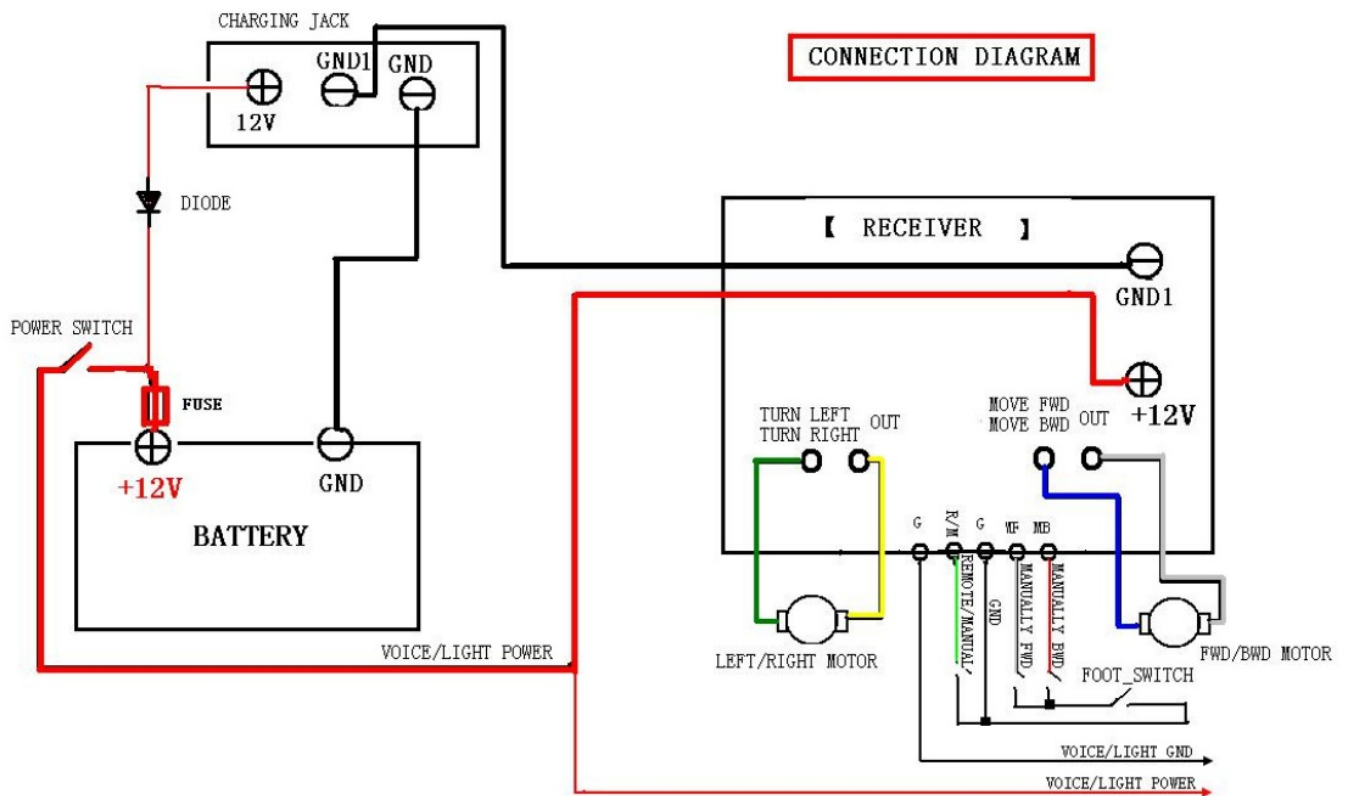 CHARGING JACK
CONNECTION DIAGRAM
GND1
GND
12V
DIODE
【 RECEIVER 】
GND1
POWER SWITCH
FUSE
+12V
GND
BATTERY
TURN LEFT
TURN RIGHT
OUT
MOVE FWD
MOVE BWD
OUT
+12V
G
R/M
G
MF
MB
REMOTE/MANUAL
GND
MANUALLY FWD
MANUALLY BWD
VOICE/LIGHT POWER
LEFT/RIGHT MOTOR
FWD/BWD MOTOR
FOOT_SWITCH
VOICE/LIGHT GND
VOICE/LIGHT POWER